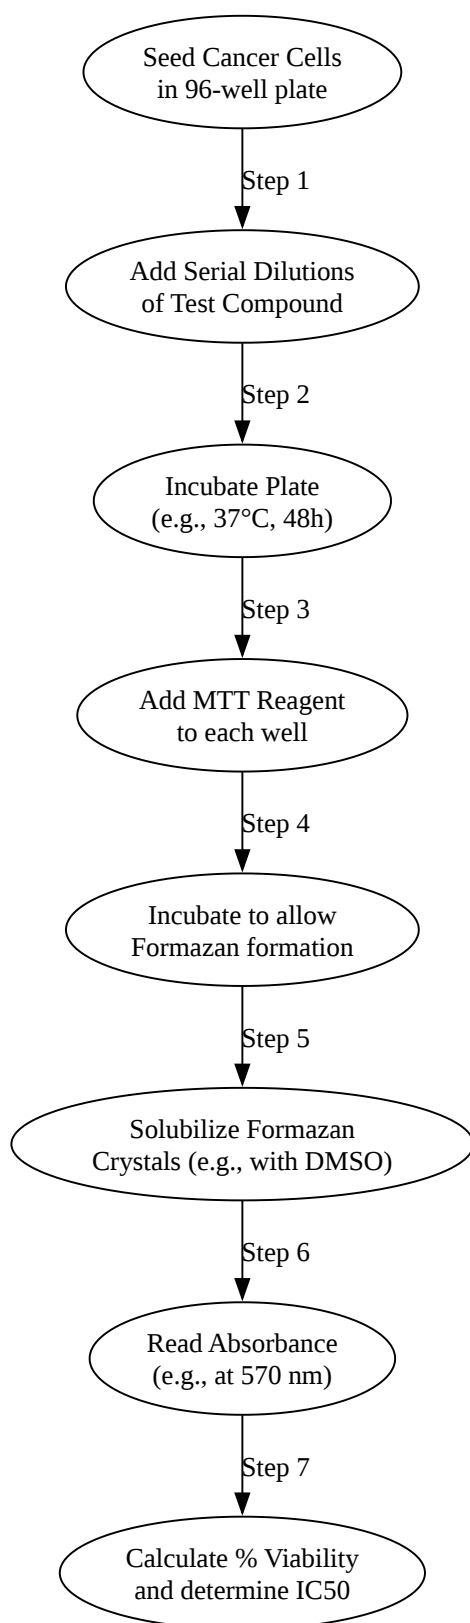 Seed Cancer Cells
in 96-well plate
Step 1
Add Serial Dilutions
of Test Compound
Step 2
Incubate Plate
(e.g., 37°C, 48h)
Step 3
Add MTT Reagent
to each well
Step 4
Incubate to allow
Formazan formation
Step 5
Solubilize Formazan
Crystals (e.g., with DMSO)
Step 6
Read Absorbance
(e.g., at 570 nm)
Step 7
Calculate % Viability
and determine IC50